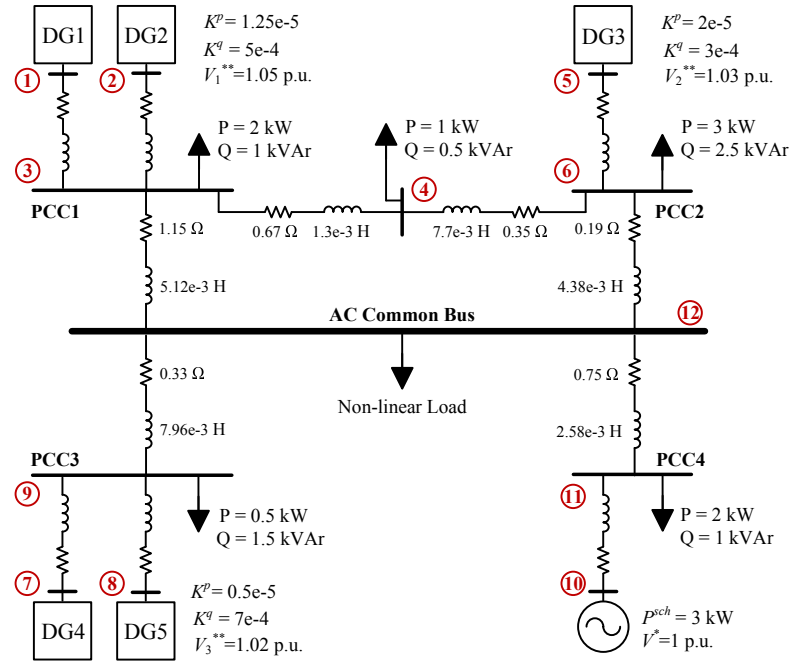 DG1
DG2
K^p = 1.25e-5
K^q = 5e-4
V_1^**=1.05 p.u.
DG3
K^p = 2e-5
K^q = 3e-4
V_2^**=1.03 p.u.
1
2
5
P = 2 kW
Q = 1 kVAr
P = 1 kW
Q = 0.5 kVAr
P = 3 kW
Q = 2.5 kVAr
3
4
6
PCC1
PCC2
1.15 Ω
0.67 Ω
1.3e-3 H
7.7e-3 H
0.35 Ω
0.19 Ω
5.12e-3 H
4.38e-3 H
AC Common Bus
12
0.33 Ω
0.75 Ω
Non-linear Load
7.96e-3 H
2.58e-3 H
PCC3
PCC4
9
11
P = 0.5 kW
Q = 1.5 kVAr
P = 2 kW
Q = 1 kVAr
7
8
10
DG4
DG5
K^p = 0.5e-5
K^q = 7e-4
V_3^**=1.02 p.u.
P^sch = 3 kW
V^*=1 p.u.